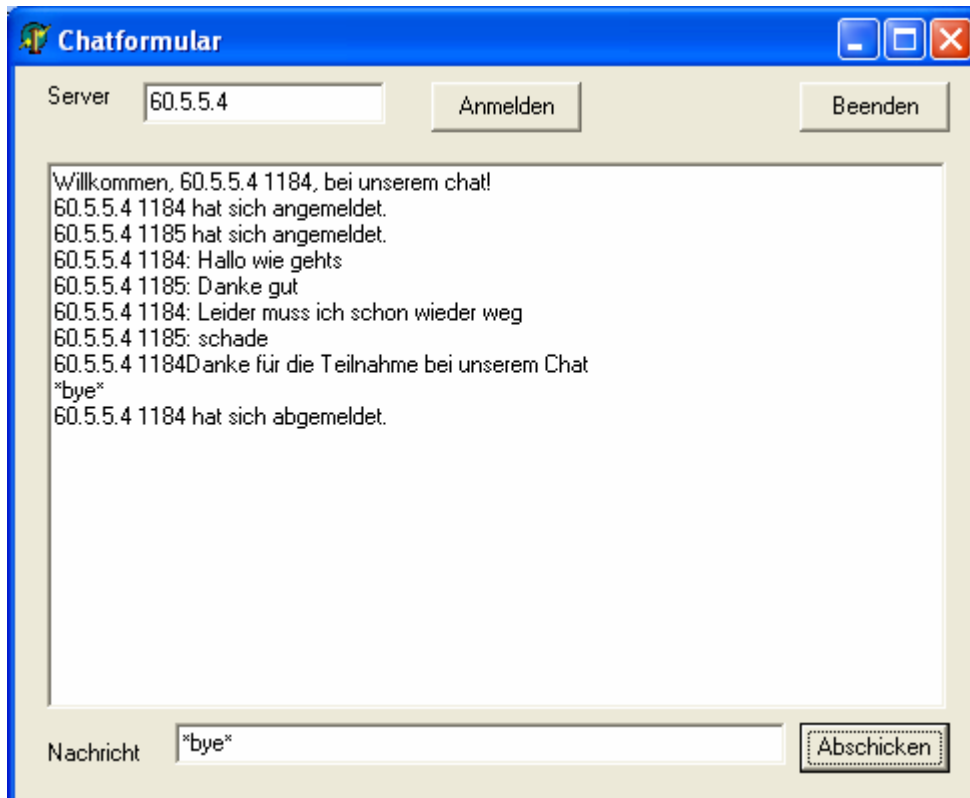 Chatformular
Server 60.5.5.4 Anmelden Beenden
Willkommen, 60.5.5.4 1184, bei unserem chat!
60.5.5.4 1184 hat sich angemeldet.
60.5.5.4 1185 hat sich angemeldet.
60.5.5.4 1184: Hallo wie gehts
60.5.5.4 1185: Danke gut
60.5.5.4 1184: Leider muss ich schon wieder weg
60.5.5.4 1185: schade
60.5.5.4 1184Danke für die Teilnahme bei unserem Chat
*bye*
60.5.5.4 1184 hat sich abgemeldet.
Nachricht *bye* Abschicken